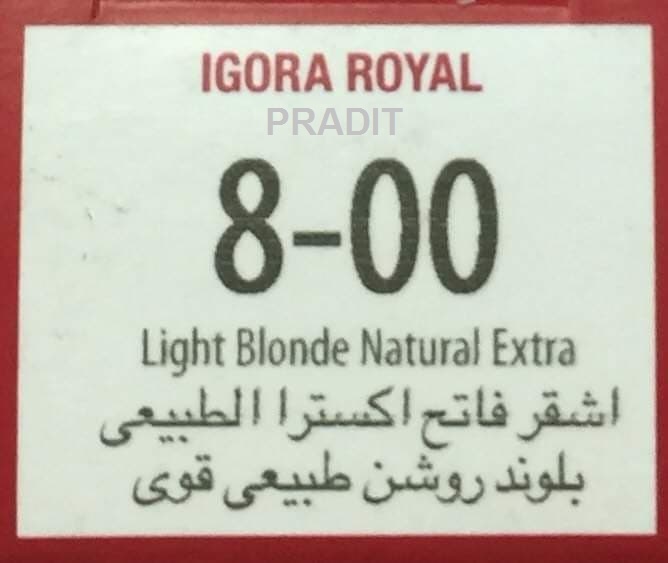 IGORA ROYAL
PRADIT
8-00
Light Blonde Natural Extra
اشقر فاتح اكسترا الطبيعى
بلوند روشن طبيعى قوى